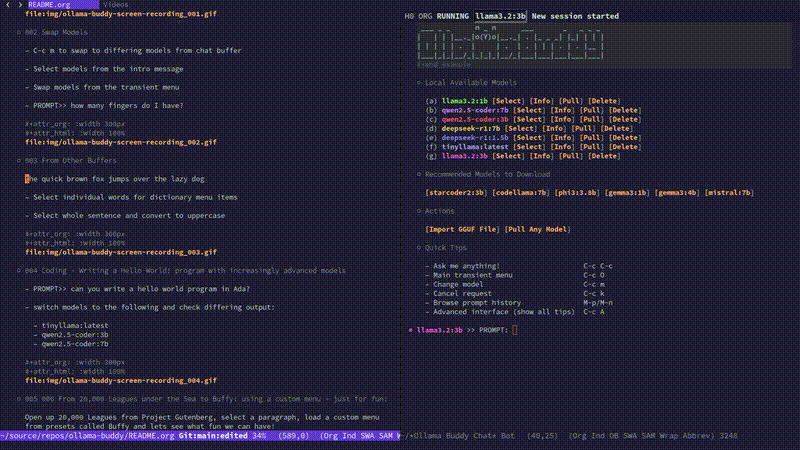 README.org
Videos
file:img/ollama-buddy-screen-recording_001.gif
○ 002 Swap Models
– C-c m to swap to differing models from chat buffer
– Select models from the intro message
– Swap models from the transient menu
– PROMPT>> how many fingers do I have?
#+attr_org: :width 300px
#+attr_html: :width 100%
file:img/ollama-buddy-screen-recording_002.gif
○ 003 From Other Buffers
The quick brown fox jumps over the lazy dog
– Select individual words for dictionary menu items
– Select whole sentence and convert to uppercase
#+attr_org: :width 300px
#+attr_html: :width 100%
file:img/ollama-buddy-screen-recording_003.gif
○ 004 Coding - Writing a Hello World! program with increasingly advanced models
– PROMPT>> can you write a hello world program in Ada?
– switch models to the following and check differing output:
– tinyllama:latest
– qwen2.5-coder:3b
– qwen2.5-coder:7b
#+attr_org: :width 300px
#+attr_html: :width 100%
file:img/ollama-buddy-screen-recording_004.gif
○ 005 006 From 20,000 Leagues under the Sea to Buffy: using a custom menu - just for fun!
Open up 20,000 Leagues from Project Gutenberg, select a paragraph, load a custom menu
from presets called Buffy and lets see what fun we can have!
~/source/repos/ollama-buddy/README.org Git:main:edited 34% (589,0) (Org Ind SWA SAM W
H0 ORG RUNNING llama3.2:3b New session started
#+end_example
○ Local Available Models
(a) llama3.2:1b [Select] [Info] [Pull] [Delete]
(b) qwen2.5-coder:7b [Select] [Info] [Pull] [Delete]
(c) qwen2.5-coder:3b [Select] [Info] [Pull] [Delete]
(d) deepseek-r1:7b [Select] [Info] [Pull] [Delete]
(e) deepseek-r1:1.5b [Select] [Info] [Pull] [Delete]
(f) tinyllama:latest [Select] [Info] [Pull] [Delete]
(g) llama3.2:3b [Select] [Info] [Pull] [Delete]
○ Recommended Models to Download
[starcoder2:3b] [codellama:7b] [phi3:3.8b] [gemma3:1b] [gemma3:4b] [mistral:7b]
○ Actions
[Import GGUF File] [Pull Any Model]
○ Quick Tips
– Ask me anything! C-c C-c
– Main transient menu C-c O
– Change model C-c m
– Cancel request C-c k
– Browse prompt history M-p/M-n
– Advanced interface (show all tips) C-c A
llama3.2:3b >> PROMPT:
~/*Ollama Buddy Chat* Bot (40,25) (Org Ind OB SWA SAM Wrap Abbrev) 3248